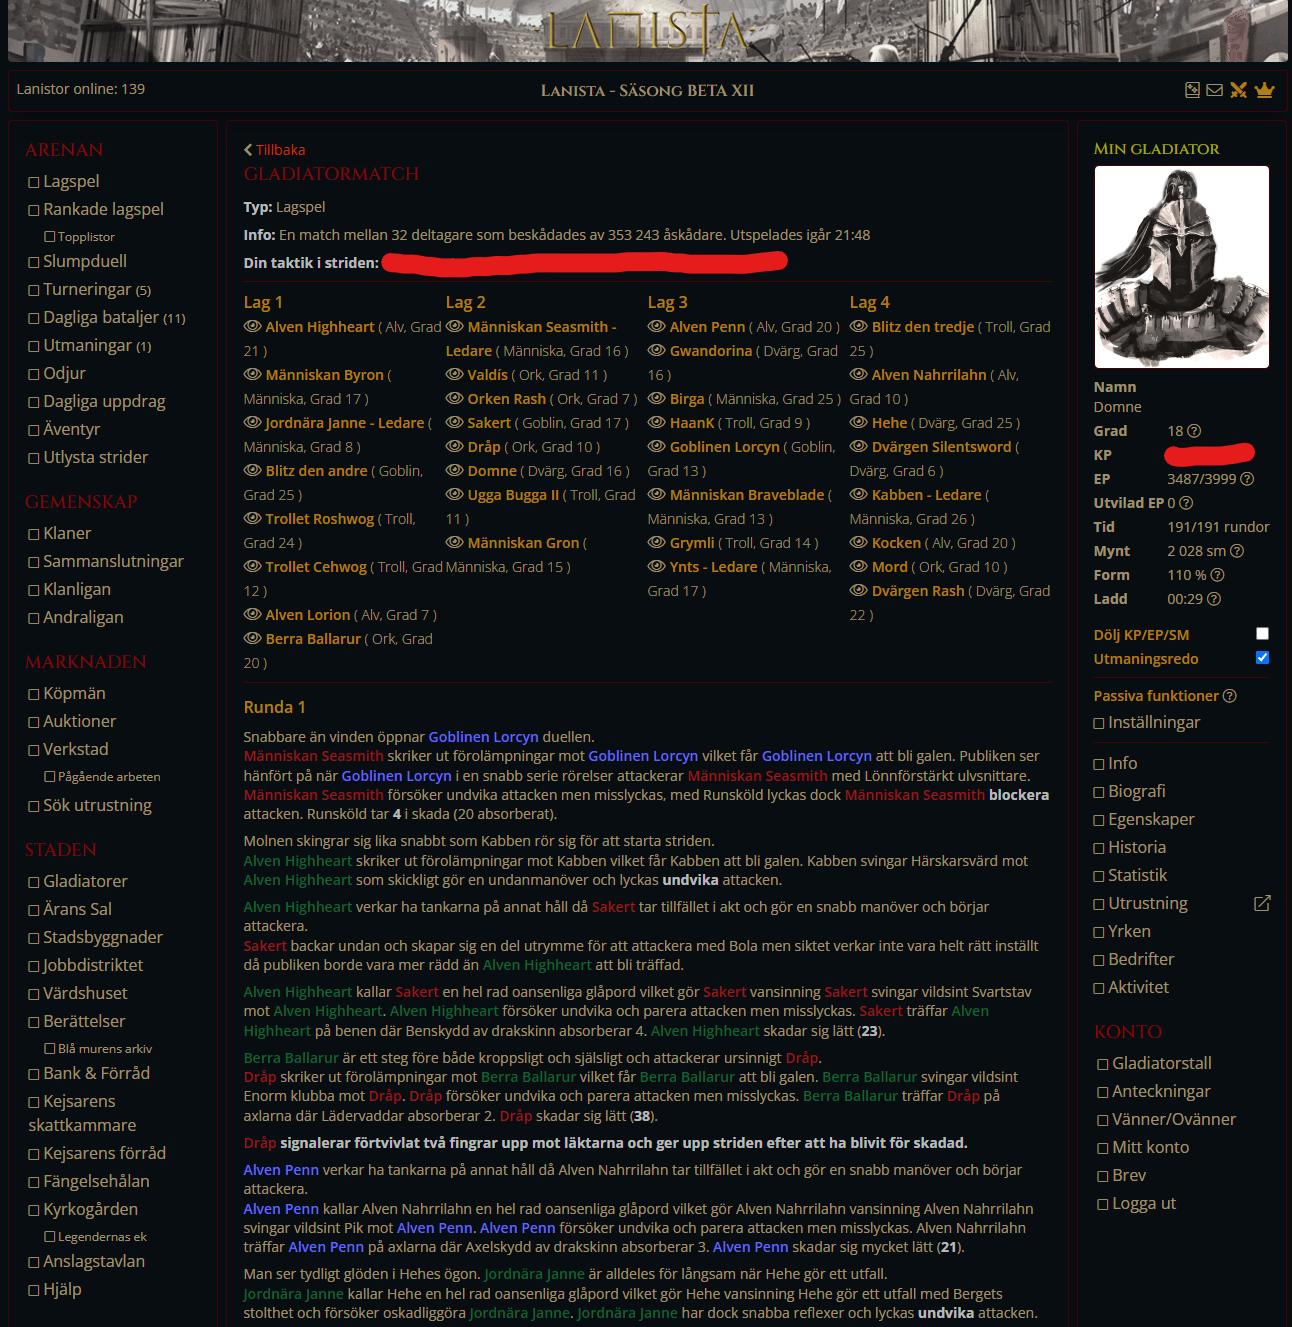 LANISTA
Lanistor online: 139
Lanista - Säsong BETA XII
Arenan
Lagspel
Rankade lagspel
Topplistor
Slumpduell
Turneringar (5)
Dagliga bataljer (11)
Utmaningar (1)
Odjur
Dagliga uppdrag
Äventyr
Utlysta strider
Gemenskap
Klaner
Sammanslutningar
Klanligan
Andraligan
Marknaden
Köpmän
Auktioner
Verkstad
Pågående arbeten
Sök utrustning
Staden
Gladiatorer
Ärans Sal
Stadsbyggnader
Jobbdistriktet
Värdshuset
Berättelser
Blå murens arkiv
Bank & Förråd
Kejsarens
skattkammare
Kejsarens förråd
Fängelsehålan
Kyrkogården
Legendernas ek
Anslagstavlan
Hjälp
Tillbaka
Gladiatormatch
Typ: Lagspel
Info: En match mellan 32 deltagare som beskådades av 353 243 åskådare. Utspelades igår 21:48
Din taktik i striden:
Lag 1
Alven Highheart ( Alv, Grad
21 )
Människan Byron (
Människa, Grad 17 )
Jordnära Janne - Ledare (
Människa, Grad 8 )
Blitz den andre ( Goblin,
Grad 25 )
Trollet Roshwog ( Troll,
Grad 24 )
Trollet Cehwog ( Troll, Grad
12 )
Alven Lorion ( Alv, Grad 7 )
Berra Ballarur ( Ork, Grad
20 )
Lag 2
Människan Seasmith -
Ledare ( Människa, Grad 16 )
Valdís ( Ork, Grad 11 )
Orken Rash ( Ork, Grad 7 )
Sakert ( Goblin, Grad 17 )
Dråp ( Ork, Grad 10 )
Domne ( Dvärg, Grad 16 )
Ugga Bugga II ( Troll, Grad
11 )
Människan Gron (
Människa, Grad 15 )
Lag 3
Alven Penn ( Alv, Grad 20 )
Gwandorina ( Dvärg, Grad
16 )
Birga ( Människa, Grad 25 )
HaanK ( Troll, Grad 9 )
Goblinen Lorcyn ( Goblin,
Grad 13 )
Människan Braveblade (
Människa, Grad 13 )
Grymli ( Troll, Grad 14 )
Ynts - Ledare ( Människa,
Grad 17 )
Lag 4
Blitz den tredje ( Troll, Grad
25 )
Alven Nahrrilahn ( Alv,
Grad 10 )
Hehe ( Dvärg, Grad 25 )
Dvärgen Silentsword (
Dvärg, Grad 6 )
Kabben - Ledare (
Människa, Grad 26 )
Kocken ( Alv, Grad 20 )
Mord ( Ork, Grad 10 )
Dvärgen Rash ( Dvärg, Grad
22 )
Runda 1
Snabbare än vinden öppnar Goblinen Lorcyn duellen.
Människan Seasmith skriker ut förolämpningar mot Goblinen Lorcyn vilket får Goblinen Lorcyn att bli galen. Publiken ser
hänfört på när Goblinen Lorcyn i en snabb serie rörelser attackerar Människan Seasmith med Lönnförstärkt ulvsnittare.
Människan Seasmith försöker undvika attacken men misslyckas, med Runsköld lyckas dock Människan Seasmith blockera
attacken. Runsköld tar 4 i skada (20 absorberat).
Molnen skingrar sig lika snabbt som Kabben rör sig för att starta striden.
Alven Highheart skriker ut förolämpningar mot Kabben vilket får Kabben att bli galen. Kabben svingar Härskarsvärd mot
Alven Highheart som skickligt gör en undanmanöver och lyckas undvika attacken.
Alven Highheart verkar ha tankarna på annat håll då Sakert tar tillfället i akt och gör en snabb manöver och börjar
attackera.
Sakert backar undan och skapar sig en del utrymme för att attackera med Bola men siktet verkar inte vara helt rätt inställt
då publiken borde vara mer rädd än Alven Highheart att bli träffad.
Alven Highheart kallar Sakert en hel rad oansenliga glåpord vilket gör Sakert vansinning Sakert svingar vildsint Svartstav
mot Alven Highheart. Alven Highheart försöker undvika och parera attacken men misslyckas. Sakert träffar Alven
Highheart på benen där Benskydd av drakskinn absorberar 4. Alven Highheart skadar sig lätt (23).
Berra Ballarur är ett steg före både kroppsligt och själsligt och attackerar ursinnigt Dråp.
Dråp skriker ut förolämpningar mot Berra Ballarur vilket får Berra Ballarur att bli galen. Berra Ballarur svingar vildsint
Enorm klubba mot Dråp. Dråp försöker undvika och parera attacken men misslyckas. Berra Ballarur träffar Dråp på
axlarna där Lädervaddar absorberar 2. Dråp skadar sig lätt (38).
Dråp signalerar förtvivlat två fingrar upp mot läktarna och ger upp striden efter att ha blivit för skadad.
Alven Penn verkar ha tankarna på annat håll då Alven Nahrrilahn tar tillfället i akt och gör en snabb manöver och börjar
attackera.
Alven Penn kallar Alven Nahrrilahn en hel rad oansenliga glåpord vilket gör Alven Nahrrilahn vansinning Alven Nahrrilahn
svingar vildsint Pik mot Alven Penn. Alven Penn försöker undvika och parera attacken men misslyckas. Alven Nahrrilahn
träffar Alven Penn på axlarna där Axelskydd av drakskinn absorberar 3. Alven Penn skadar sig mycket lätt (21).
Man ser tydligt glöden i Hehes ögon. Jordnära Janne är alldeles för långsam när Hehe gör ett utfall.
Jordnära Janne kallar Hehe en hel rad oansenliga glåpord vilket gör Hehe vansinning Hehe gör ett utfall med Bergets
stolthet och försöker oskadliggöra Jordnära Janne. Jordnära Janne har dock snabba reflexer och lyckas undvika attacken.
Min gladiator
Namn
Domne
Grad 18
KP
EP 3487/3999
Utvilad EP 0
Tid 191/191 rundor
Mynt 2 028 sm
Form 110 %
Ladd 00:29
Dölj KP/EP/SM
Utmaningsredo
Passiva funktioner
Inställningar
Info
Biografi
Egenskaper
Historia
Statistik
Utrustning
Yrken
Bedrifter
Aktivitet
Konto
Gladiatorstall
Anteckningar
Vänner/Ovänner
Mitt konto
Brev
Logga ut